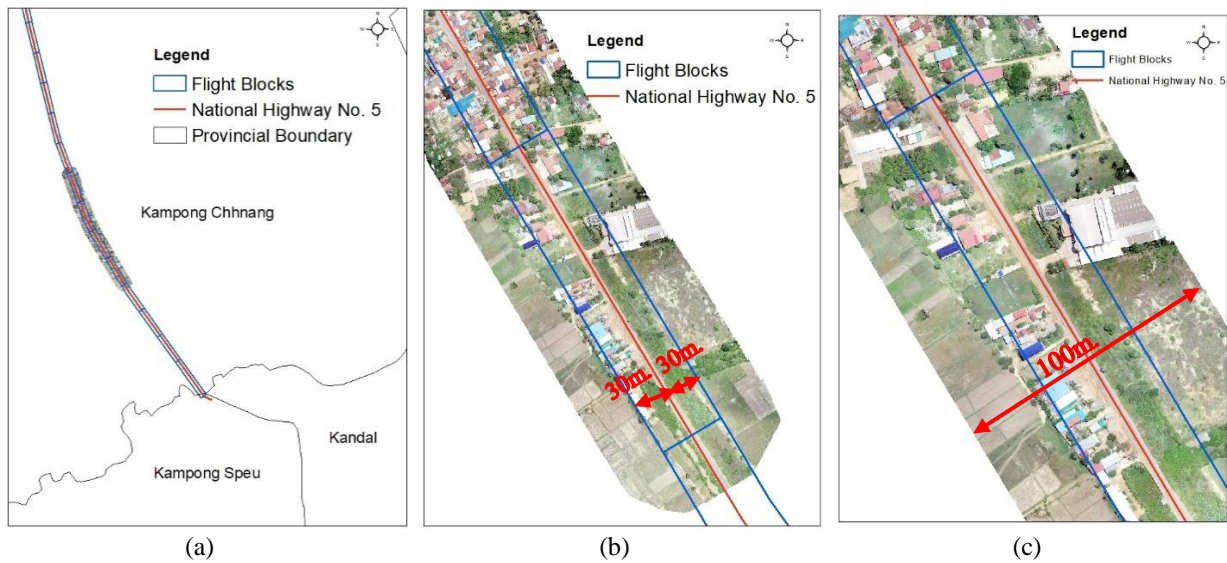 Legend
Flight Blocks
National Highway No. 5
Provincial Boundary
Kampong Chhnang
Kandal
Kampong Speu
N
W
S
(a)
Legend
Flight Blocks
National Highway No. 5
N
W
S
30m. 30m.
(b)
Legend
Flight Blocks
National Highway No. 5
N
W
S
100m.
(c)